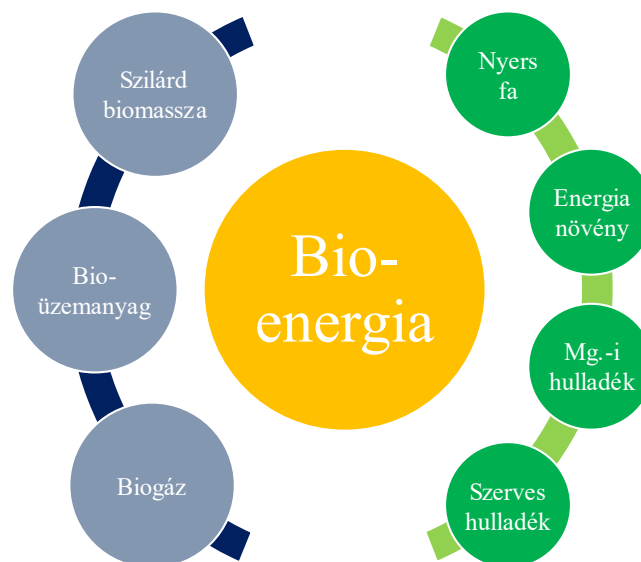 Szilárd
biomassza
Bio-
üzemanyag
Biogáz
Bio-
energia
Nyers
fa
Energia
növény
Mg.-i
hulladék
Szerves
hulladék